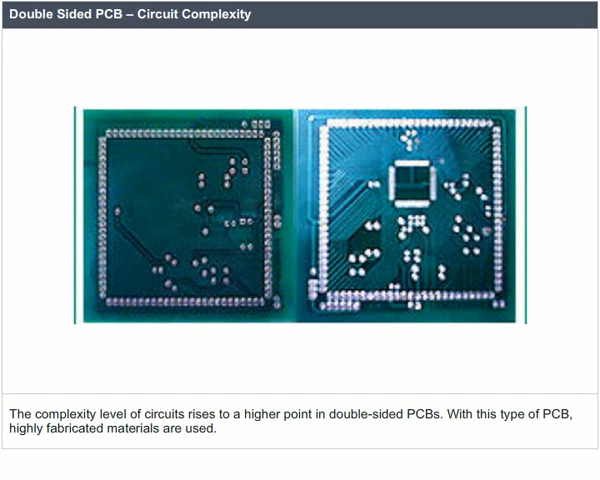 Double Sided PCB – Circuit Complexity
The complexity level of circuits rises to a higher point in double-sided PCBs. With this type of PCB,
highly fabricated materials are used.